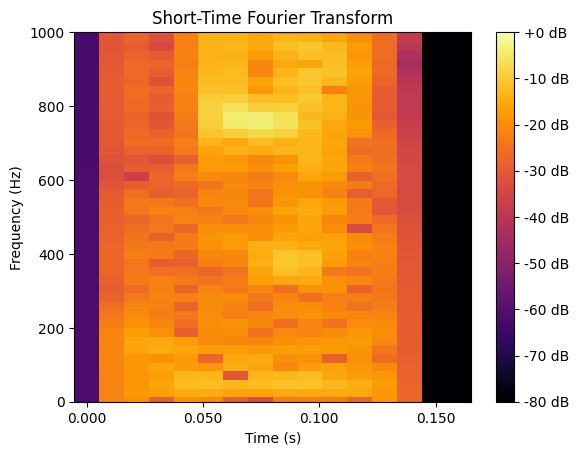 Short-Time Fourier Transform
1000
800
600
400
200
0
Frequency (Hz)
0.000
0.050
0.100
0.150
Time (s)
+0 dB
-10 dB
-20 dB
-30 dB
-40 dB
-50 dB
-60 dB
-70 dB
-80 dB